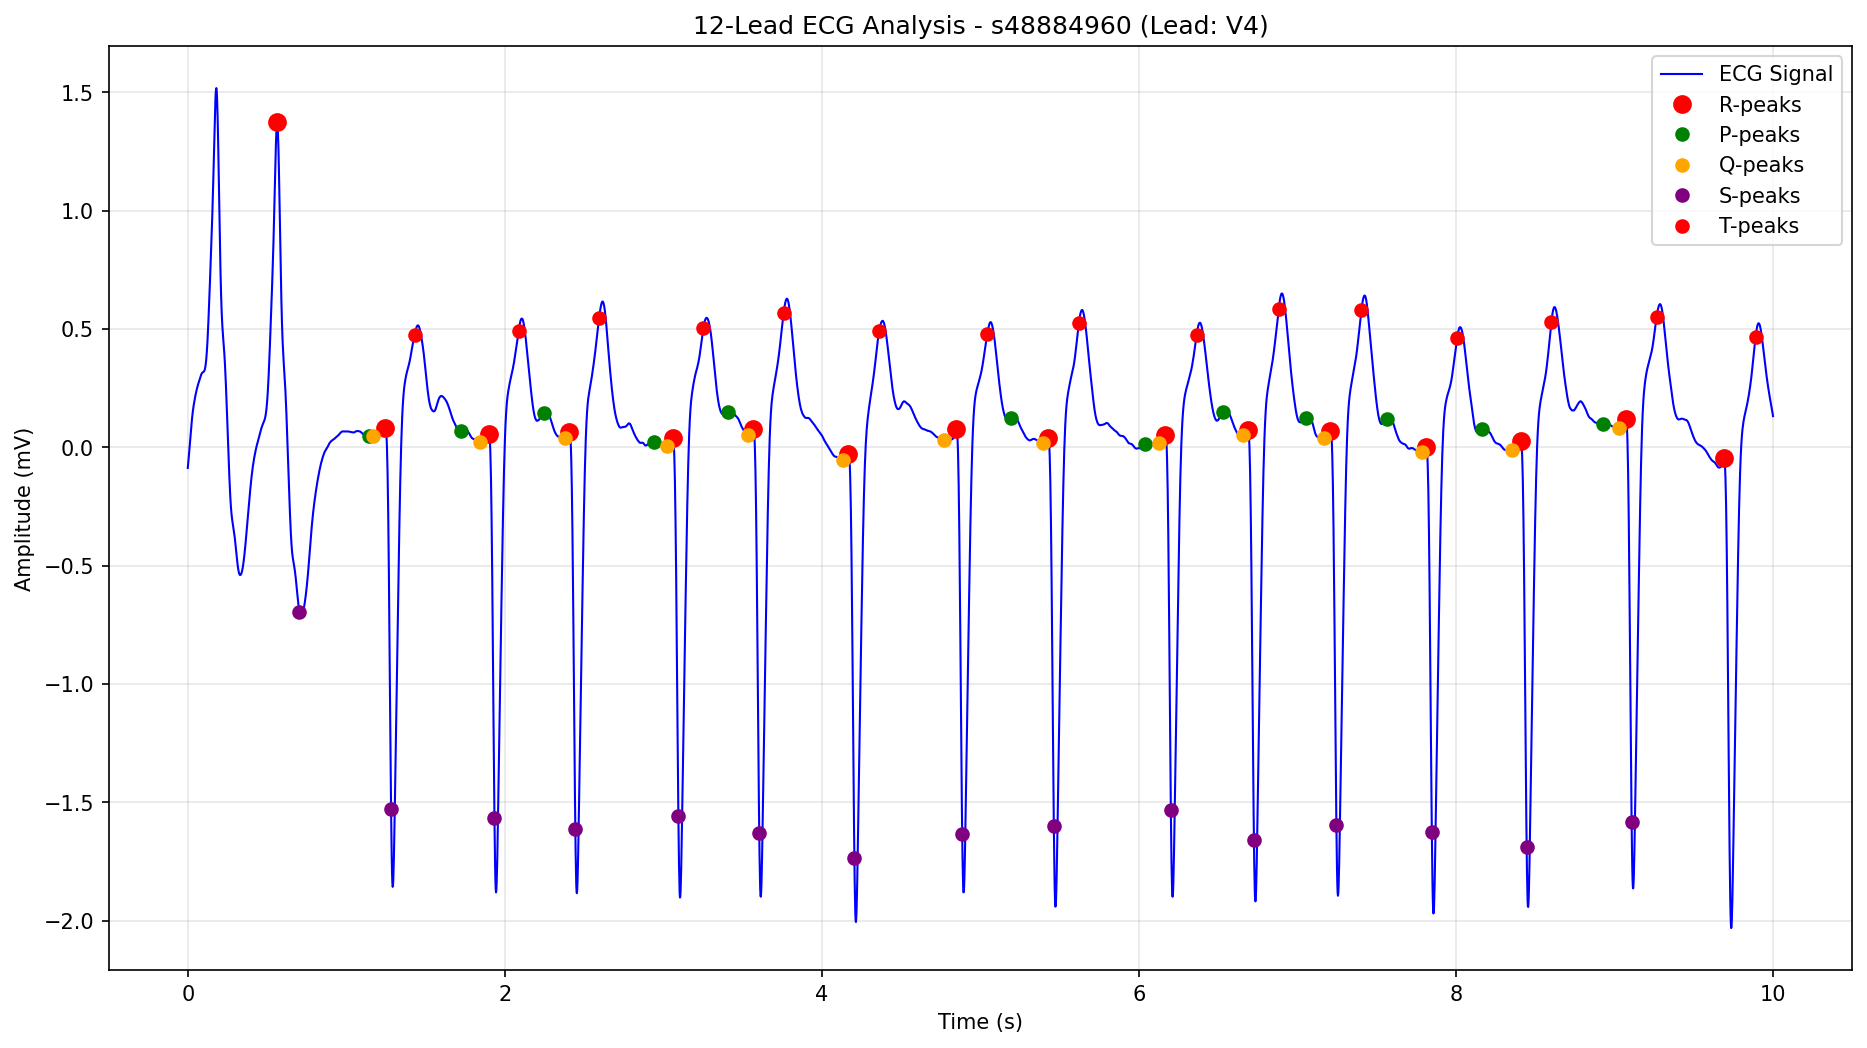 12-Lead ECG Analysis - s48884960 (Lead: V4)
ECG Signal
R-peaks
P-peaks
Q-peaks
S-peaks
T-peaks
Amplitude (mV)
1.5
1.0
0.5
0.0
−0.5
−1.0
−1.5
−2.0
0 2 4 6 8 10
Time (s)